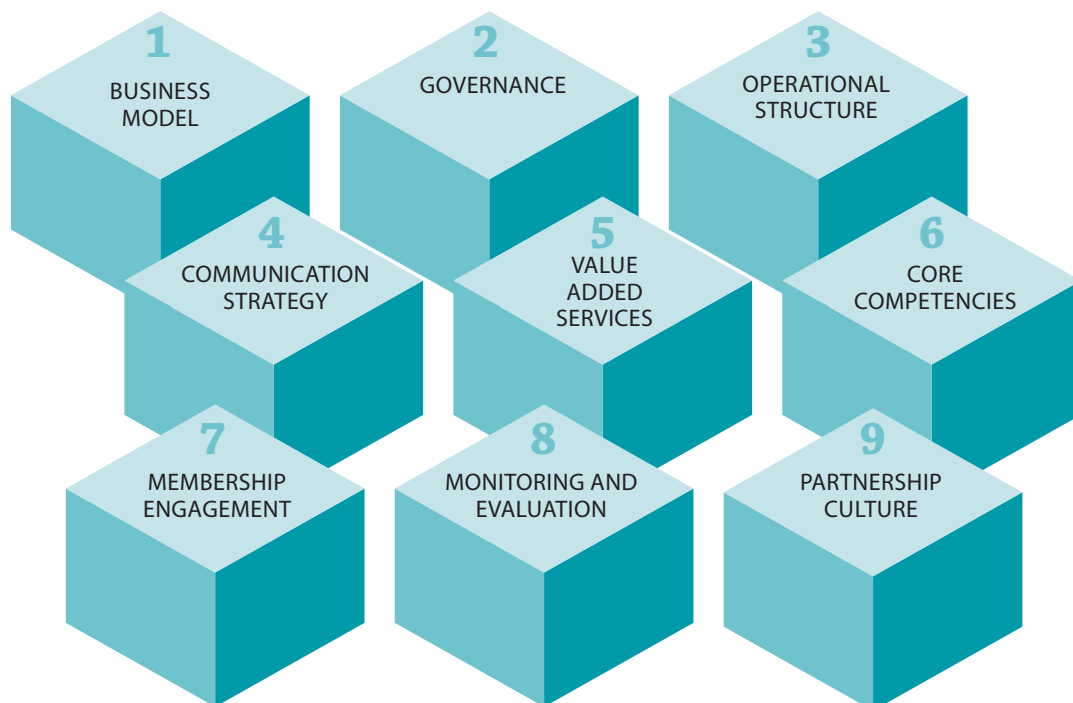 1
BUSINESS
MODEL
2
GOVERNANCE
3
OPERATIONAL
STRUCTURE
4
COMMUNICATION
STRATEGY
5
VALUE
ADDED
SERVICES
6
CORE
COMPETENCIES
7
MEMBERSHIP
ENGAGEMENT
8
MONITORING AND
EVALUATION
9
PARTNERSHIP
CULTURE